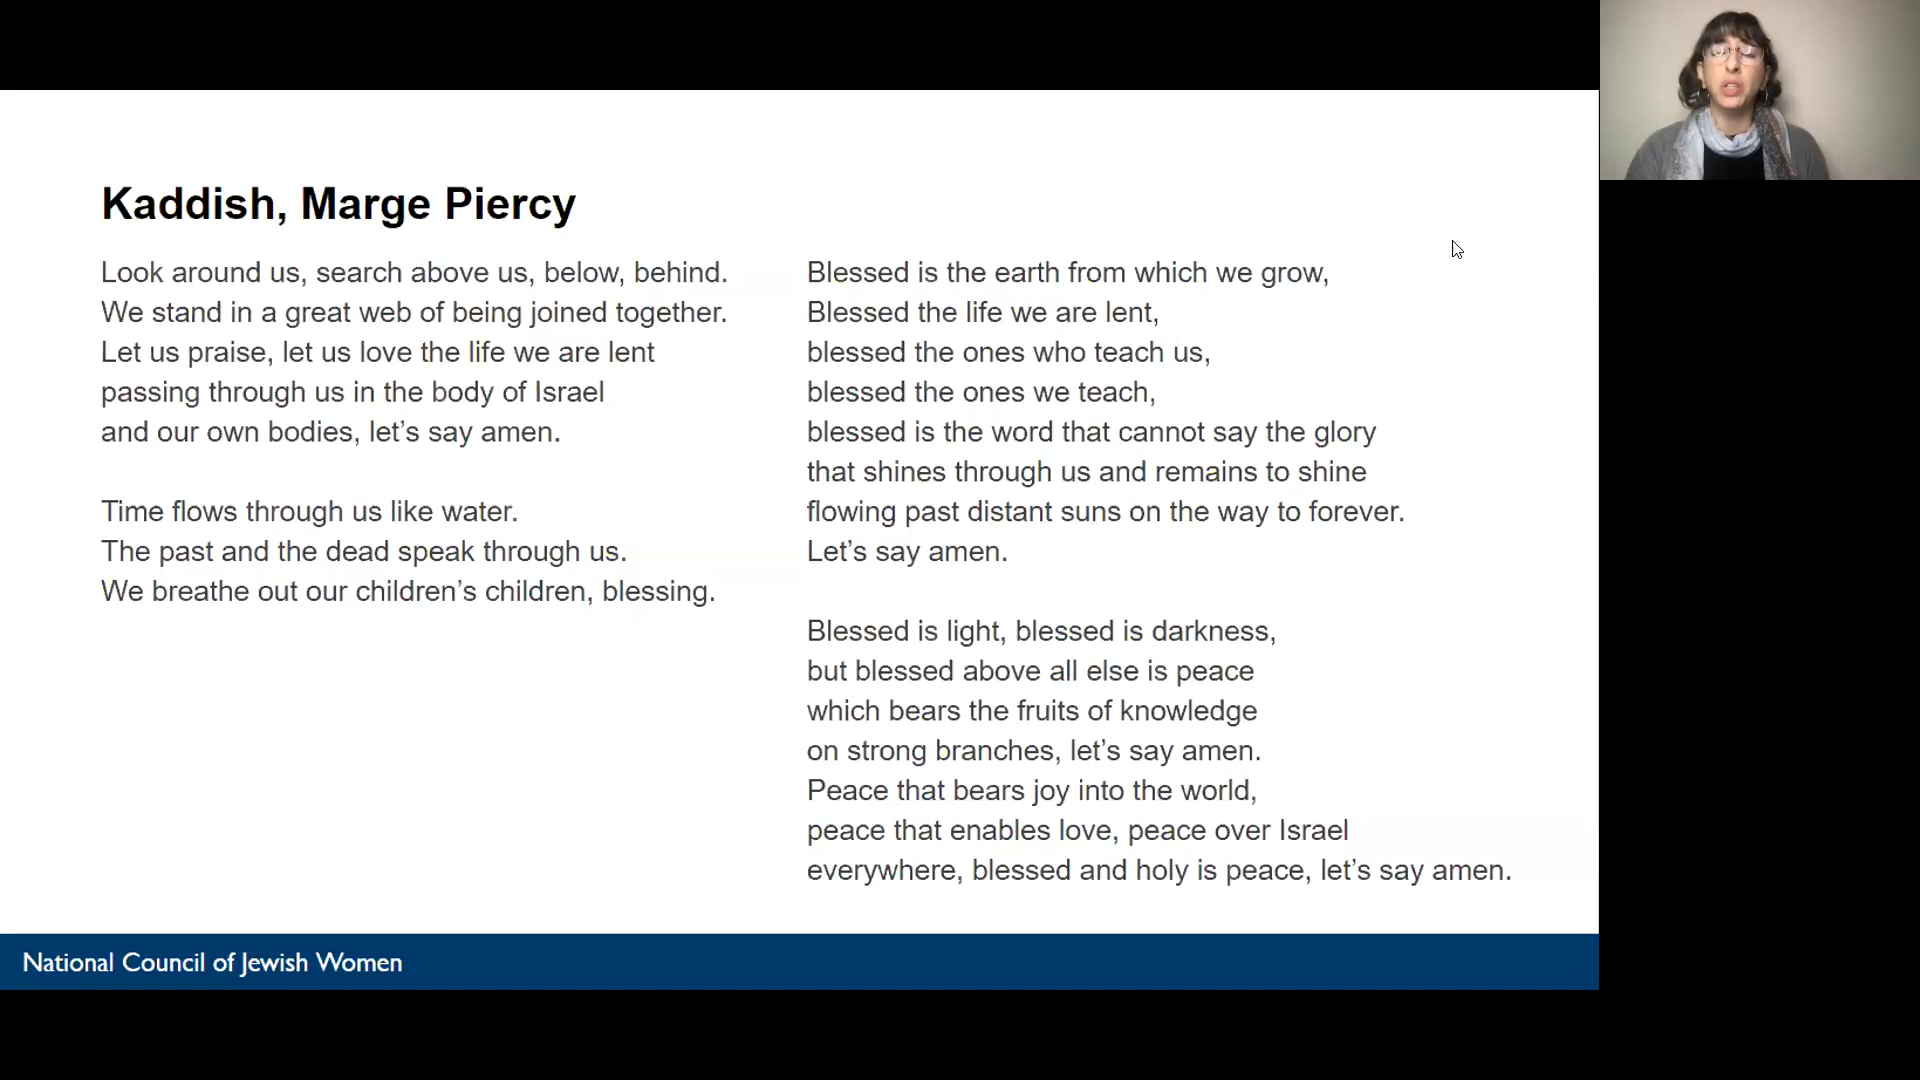 Kaddish, Marge Piercy
Look around us, search above us, below, behind.
We stand in a great web of being joined together.
Let us praise, let us love the life we are lent
passing through us in the body of Israel
and our own bodies, let’s say amen.
Time flows through us like water.
The past and the dead speak through us.
We breathe out our children’s children, blessing.
Blessed is the earth from which we grow,
Blessed the life we are lent,
blessed the ones who teach us,
blessed the ones we teach,
blessed is the word that cannot say the glory
that shines through us and remains to shine
flowing past distant suns on the way to forever.
Let’s say amen.
Blessed is light, blessed is darkness,
but blessed above all else is peace
which bears the fruits of knowledge
on strong branches, let’s say amen.
Peace that bears joy into the world,
peace that enables love, peace over Israel
everywhere, blessed and holy is peace, let’s say amen.
National Council of Jewish Women